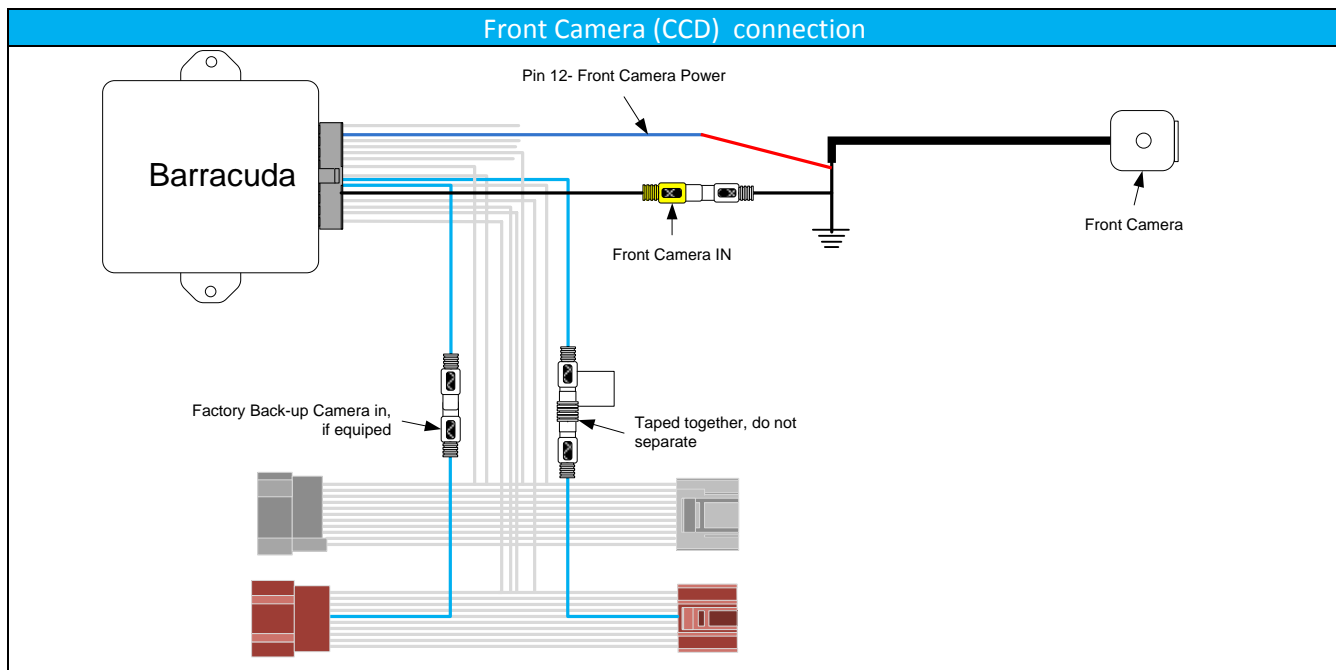 Front Camera (CCD) connection
Pin 12- Front Camera Power
Barracuda
Front Camera IN
Front Camera
Factory Back-up Camera in,
if equiped
Taped together, do not
separate